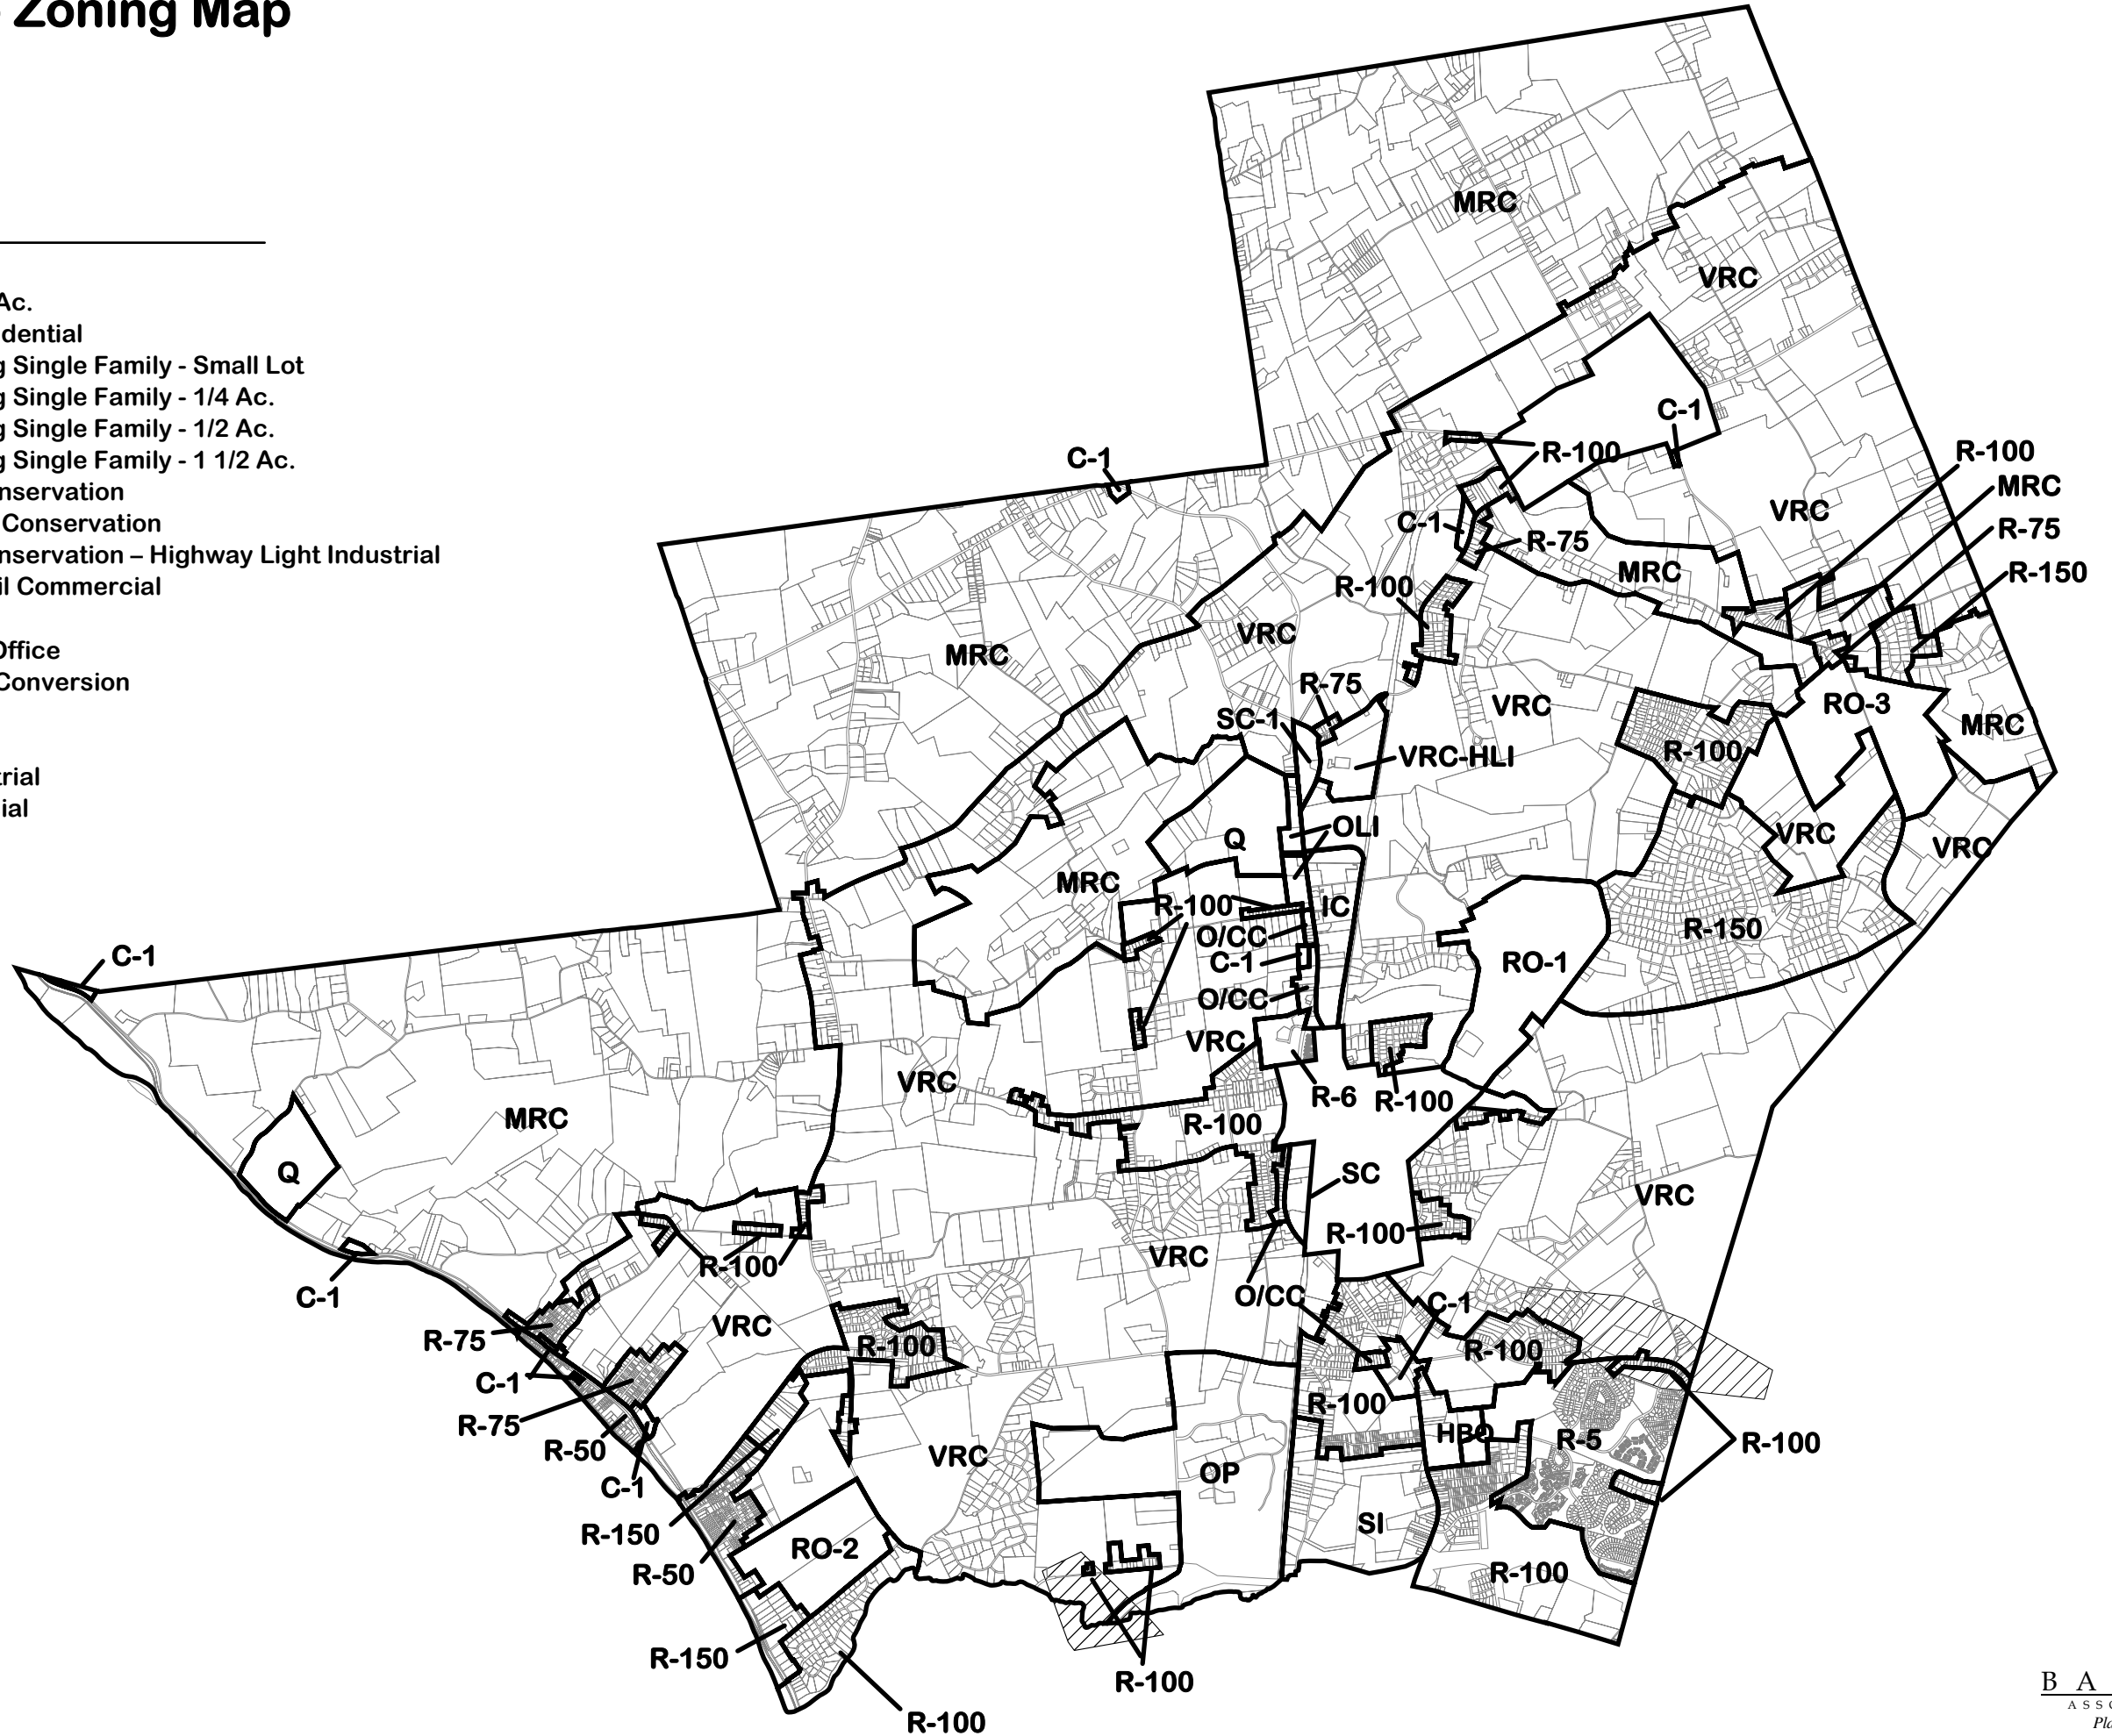 Zoning Map
Ac.
dential
g Single Family - Small Lot
g Single Family - 1/4 Ac.
g Single Family - 1/2 Ac.
g Single Family - 1 1/2 Ac.
nservation
Conservation
nservation – Highway Light Industrial
il Commercial
Office
Conversion
trial
ial
MRC
VRC
C-1
R-100
R-100
C-1
MRC
VRC
C-1
R-75
R-75
MRC
R-150
R-100
VRC
MRC
R-75
VRC
RO-3
SC-1
MRC
R-100
VRC-HLI
OLI
Q
VRC
VRC
MRC
R-100
IC
R-150
O/CC
C-1
C-1
RO-1
O/CC
VRC
VRC
R-6
R-100
MRC
R-100
Q
SC
VRC
R-100
VRC
R-100
C-1
O/CC
C-1
VRC
R-75
R-100
R-100
C-1
R-100
R-75
HBO
R-5
R-100
R-50
VRC
OP
C-1
SI
R-150
RO-2
R-50
R-100
R-150
R-100
R-100
B A
A S S
Pla